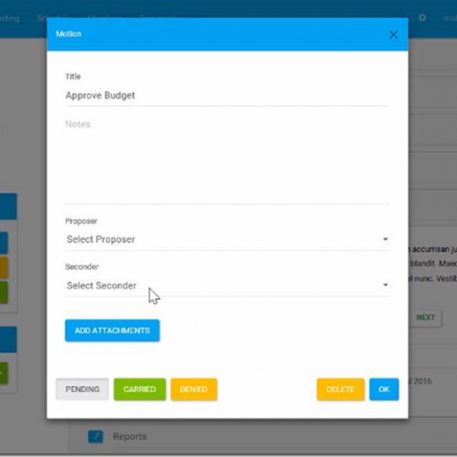 Motion
Title
Approve Budget
Notes
Proposer
Select Proposer
Seconder
Select Seconder
ADD ATTACHMENTS
PENDING CARRIED DENIED DELETE OK
accumsan ju
blandit. Maec
el nunc. Vestib
NEXT
2016
7 Reports